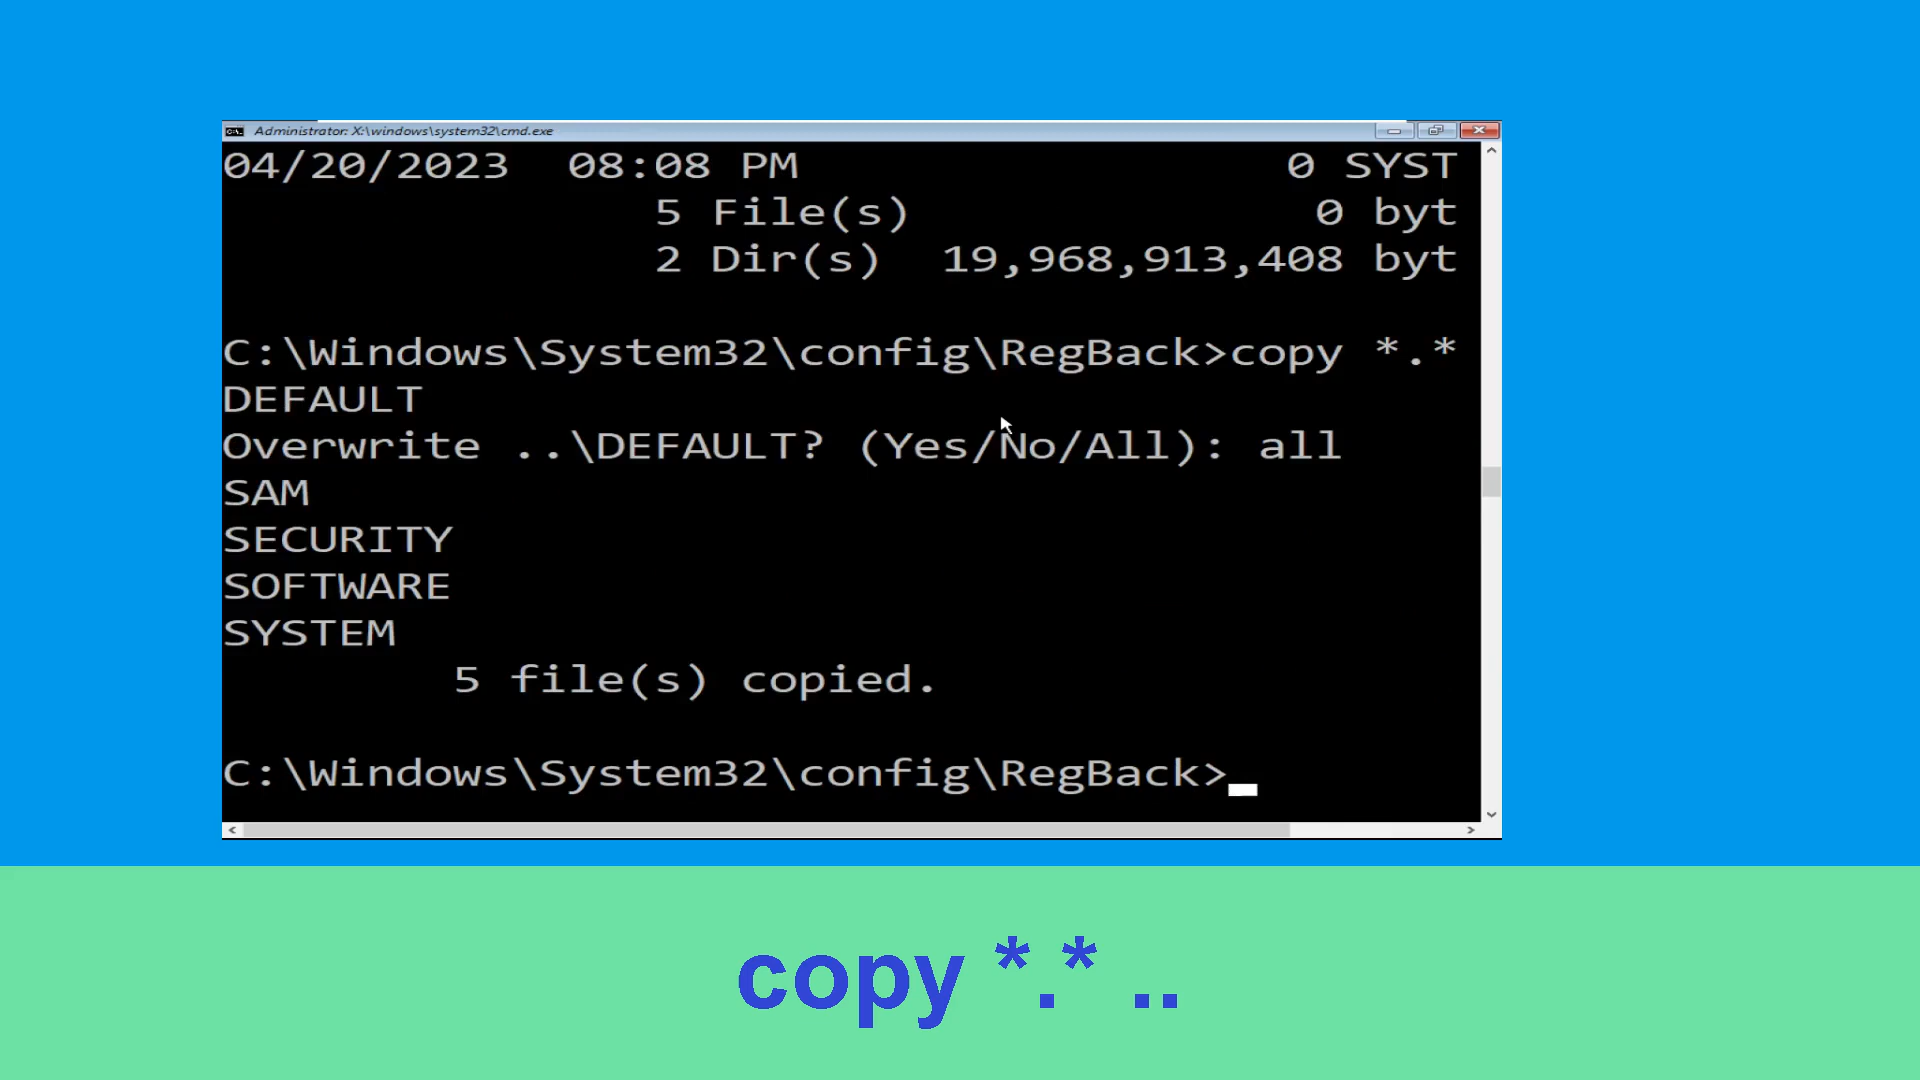 Administrator: X:\windows\system32\cmd.exe
04/20/2023  08:08 PM                 0 SYST
5 File(s)              0 byt
2 Dir(s)  19,968,913,408 byt
C:\Windows\System32\config\RegBack>copy *.*
DEFAULT
Overwrite ..\DEFAULT? (Yes/No/All): all
SAM
SECURITY
SOFTWARE
SYSTEM
5 file(s) copied.
C:\Windows\System32\config\RegBack>
copy *.* ..